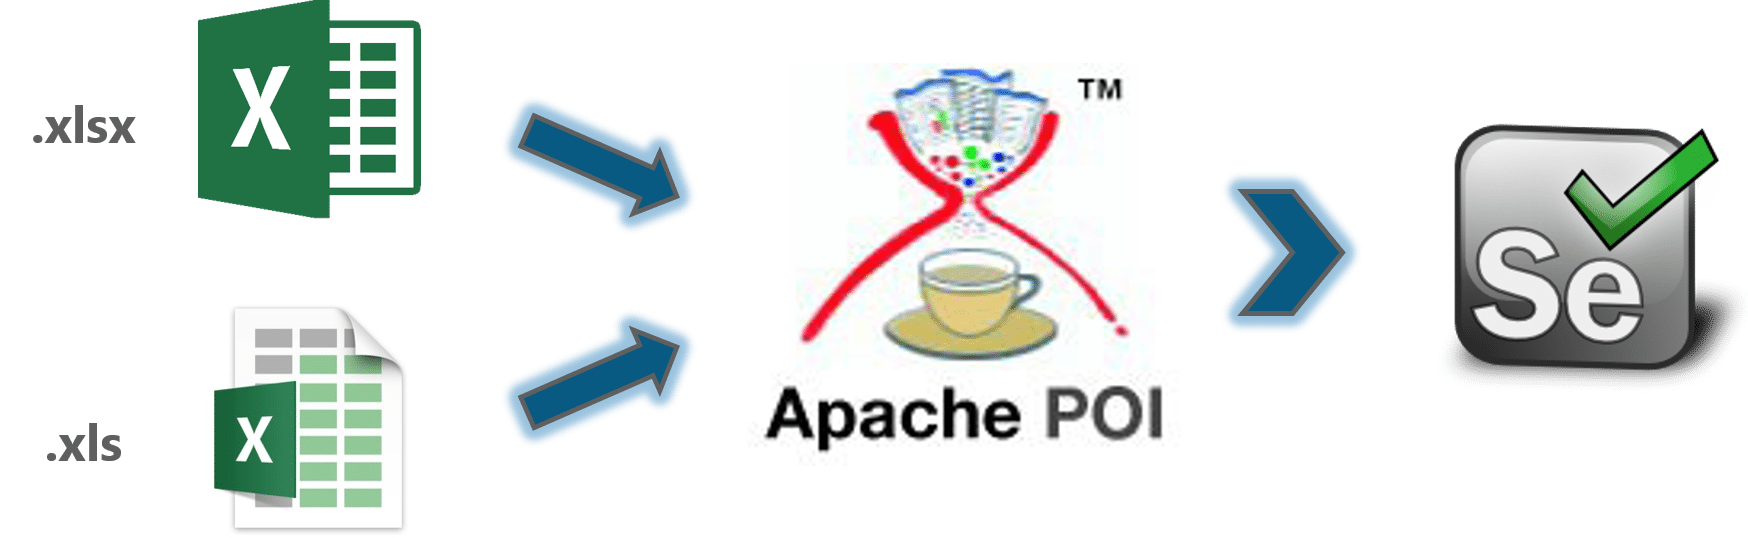 .xlsx
X
TM
Apache POI
Se
.xls
X